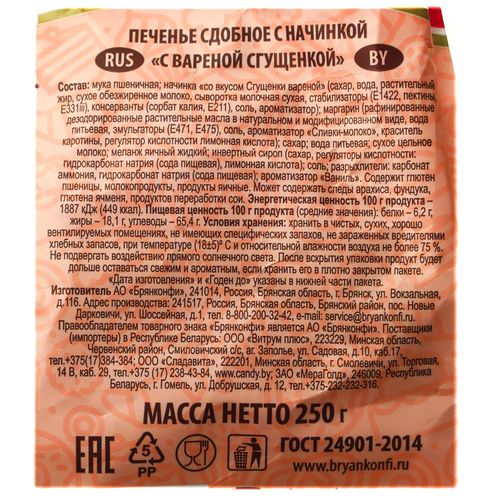 ПЕЧЕНЬЕ СДОБНОЕ С НАЧИНКОЙ
RUS «С ВАРЕНОЙ СГУЩЕНКОЙ» BY
Состав: мука пшеничная; начинка «со вкусом Сгущенки вареной» (сахар, вода, растительный
жир, сухое обезжиренное молоко, сыворотка молочная сухая, стабилизаторы (Е1422, пектины,
Е331iii), консерванты (сорбат калия, Е211), соль, ароматизатор); маргарин (рафинированные
дезодорированные растительные масла в натуральном и модифицированном виде, вода
питьевая, эмульгаторы (Е471, Е475), соль, ароматизатор «Сливки-молоко», краситель
каротины, регулятор кислотности лимонная кислота); сахар; вода питьевая; сухое цельное
молоко; меланж яичный жидкий; инвертный сироп (сахар, регуляторы кислотности:
гидрокарбонат натрия (сода пищевая), лимонная кислота); соль; разрыхлители: карбонат
аммония, гидрокарбонат натрия (сода пищевая); ароматизатор «Ваниль». Содержит глютен
пшеницы, молокопродукты, продукты яичные. Может содержать следы арахиса, фундука,
глютена ячменя, продуктов переработки сои. Энергетическая ценность 100 г продукта –
1887 кДж (449 ккал). Пищевая ценность 100 г продукта (средние значения): белки – 6,2 г,
жиры – 18,1 г, углеводы – 65,4 г. Условия хранения: хранить в чистых, сухих, хорошо
вентилируемых помещениях, не имеющих специфических запахов, не зараженных вредителями
хлебных запасов, при температуре (18±5)° С и относительной влажности воздуха не более 75 %.
Не подвергать воздействию прямого солнечного света. После вскрытия упаковки продукт будет
дольше оставаться свежим и ароматным, если хранить его в плотно закрытом пакете.
«Дата изготовления» и «Годен до» указаны в нижней части пакета.
Изготовитель АО «Брянконфи», 241014, Россия, Брянская область, г. Брянск, ул. Вокзальная,
д.116. Адрес производства: 241517, Россия, Брянская область, Брянский район, пос. Новые
Дарковичи, ул. Шоссейная, д.1, тел. 8-800-200-32-42, e-mail: service@bryankonfi.ru.
Правообладателем товарного знака «Брянконфи» является АО «Брянконфи». Поставщики
(импортеры) в Республику Беларусь: ООО «Витрум плюс», 223229, Минская область,
Червенский район, Смиловичский с/с, аг. Заполье, ул. Садовая, д.10, каб.17,
тел.+375(17)384-384; ООО «Сладавита», 222201, Минская область, г. Смолевичи, ул. Торговая,
14 В, каб. 29, тел.+375(17)336-33-44, www.candy.by; ЗАО «МераГолд», 246009, Республика
Беларусь, г. Гомель, ул. Добрушская, д. 12, тел.+375-232-232-316.
МАССА НЕТТО 250 г
EAC 5 PP ГОСТ 24901-2014
www.bryankonfi.ru